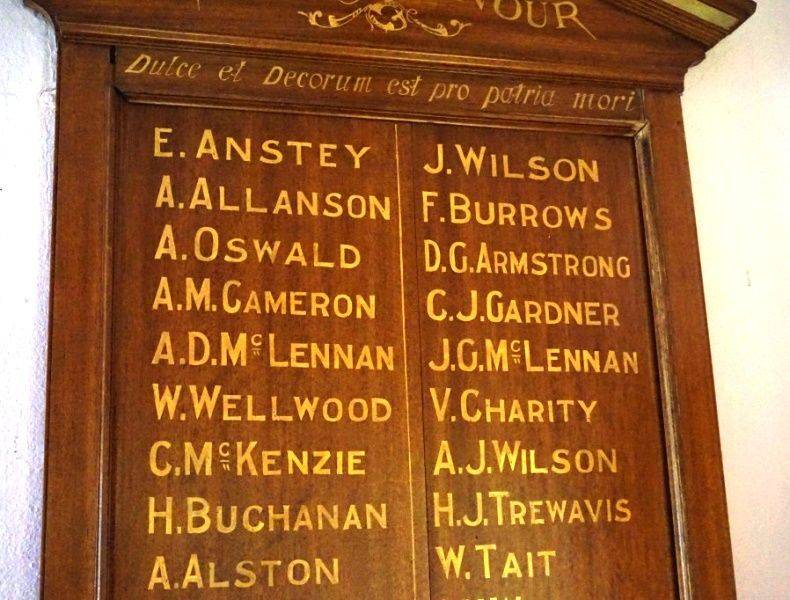 Dulce et Decorum est pro patria mori
E. ANSTEY
A. ALLANSON
A. OSWALD
A.M. CAMERON
A.D. McLENNAN
W. WELLWOOD
C. McKENZIE
H. BUCHANAN
A. ALSTON
J. WILSON
F. BURROWS
D.G. ARMSTRONG
C.J. GARDNER
J.G. McLENNAN
V. CHARITY
A.J. WILSON
H.J. TREWAVIS
W. TAIT